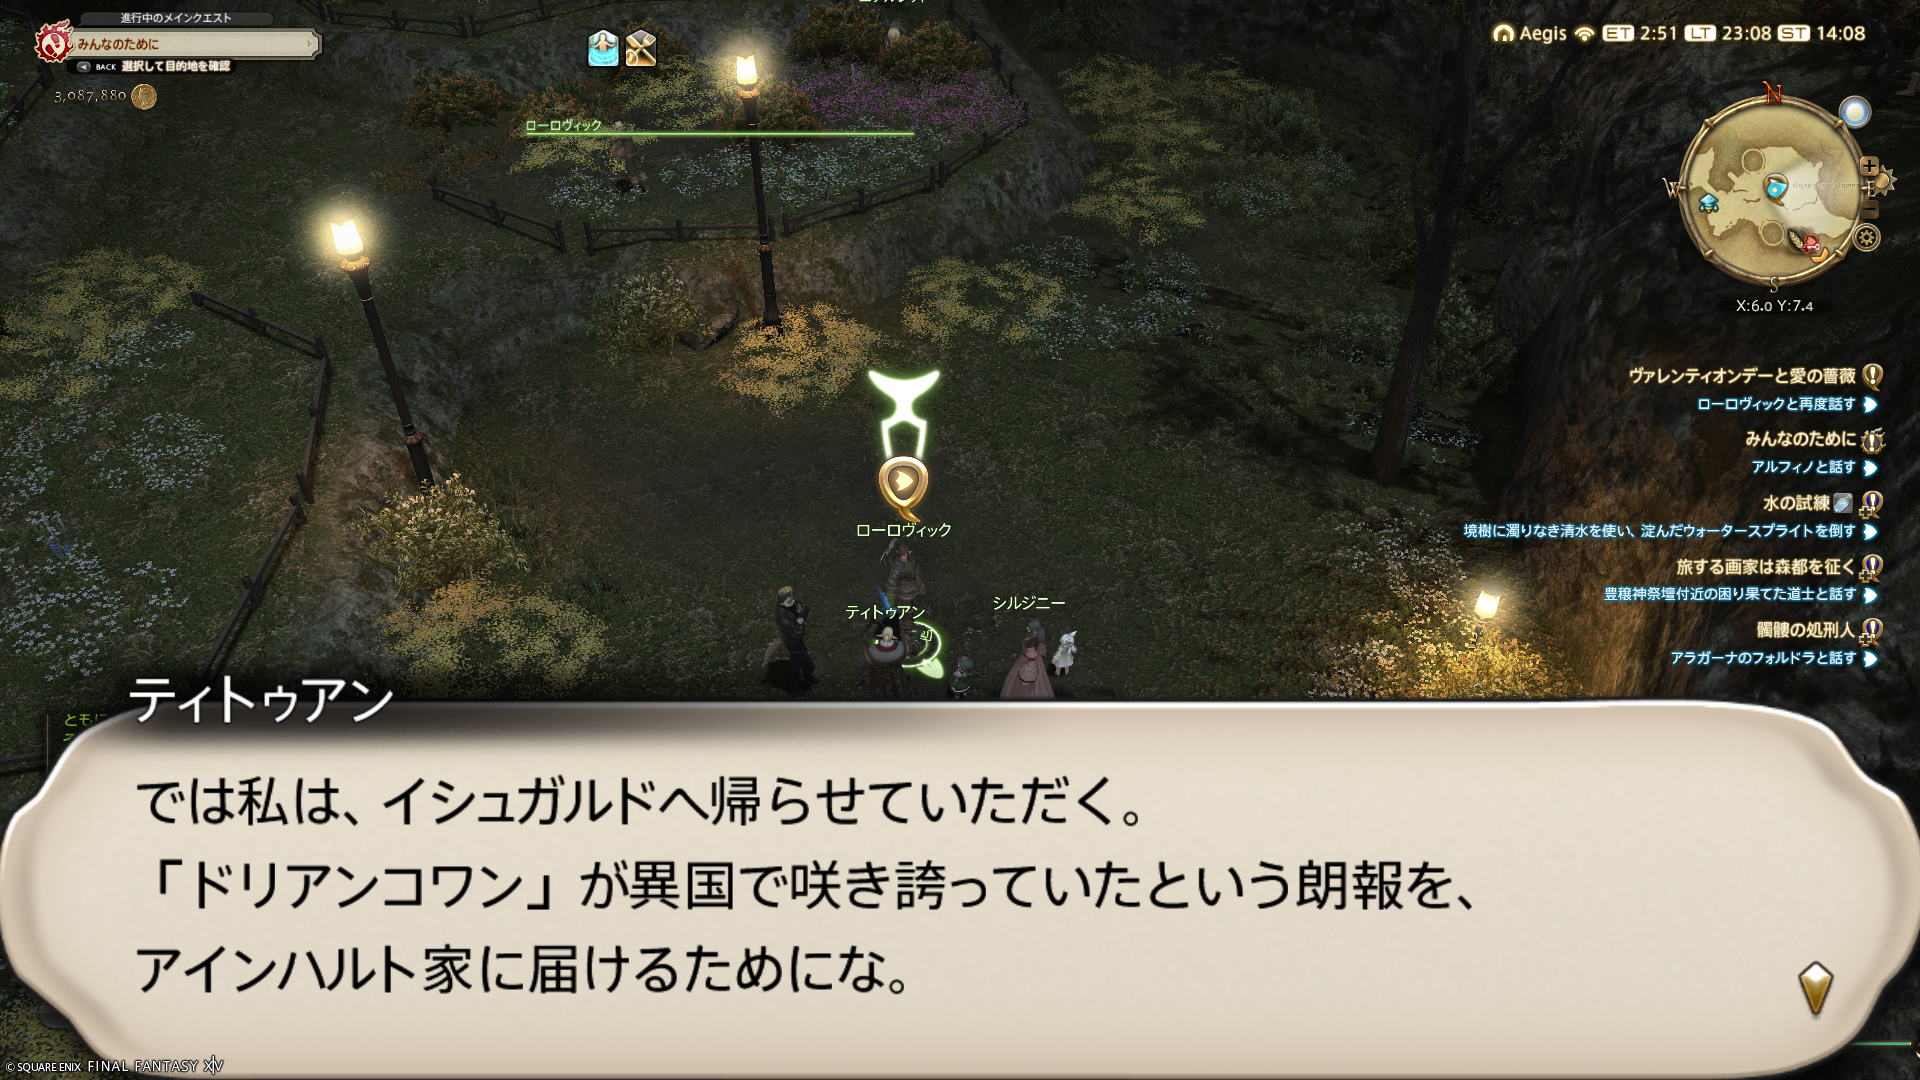 進行中のメインクエスト
みんなのために
BACK 選択して目的地を確認
3,087,880
Aegis ET 2:51 LT 23:08 ST 14:08
N
W
E
S
X:6.0 Y:7.4
ローロヴィック
ヴァレンティオンデーと愛の薔薇
ローロヴィックと再度話す
みんなのために
アルフィノと話す
水の試練
境樹に濁りなき清水を使い、淀んだウォータースプライトを倒す
旅する画家は森都を征く
豊穣神祭壇付近の困り果てた道士と話す
髑髏の処刑人
アラガーナのフォルドラと話す
ローロヴィック
ティトゥアン
シルジニー
ともに
ティトゥアン
では私は、イシュガルドへ帰らせていただく。
「ドリアンコワン」が異国で咲き誇っていたという朗報を、
アインハルト家に届けるためにな。
© SQUARE ENIX FINAL FANTASY XIV